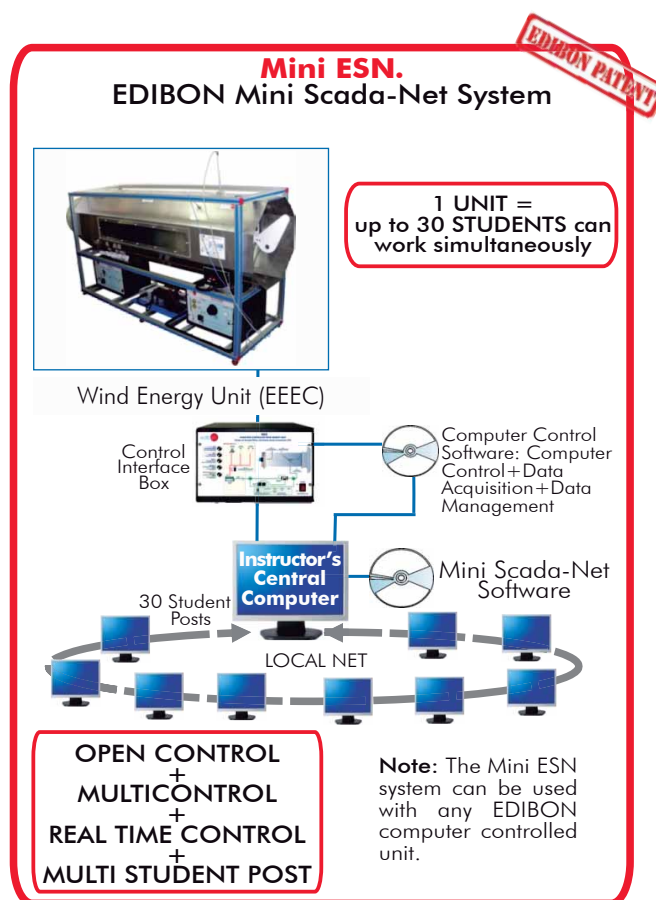 EDIBON PATENT
Mini ESN.
EDIBON Mini Scada-Net System
1 UNIT =
up to 30 STUDENTS can
work simultaneously
Wind Energy Unit (EEEC)
Control
Interface
Box
Computer Control
Software: Computer
Control+Data
Acquisition+Data
Management
Instructor's
Central
Computer
Mini Scada-Net
Software
30 Student
Posts
LOCAL NET
OPEN CONTROL
+
MULTICONTROL
+
REAL TIME CONTROL
+
MULTI STUDENT POST
Note: The Mini ESN
system can be used
with any EDIBON
computer controlled
unit.